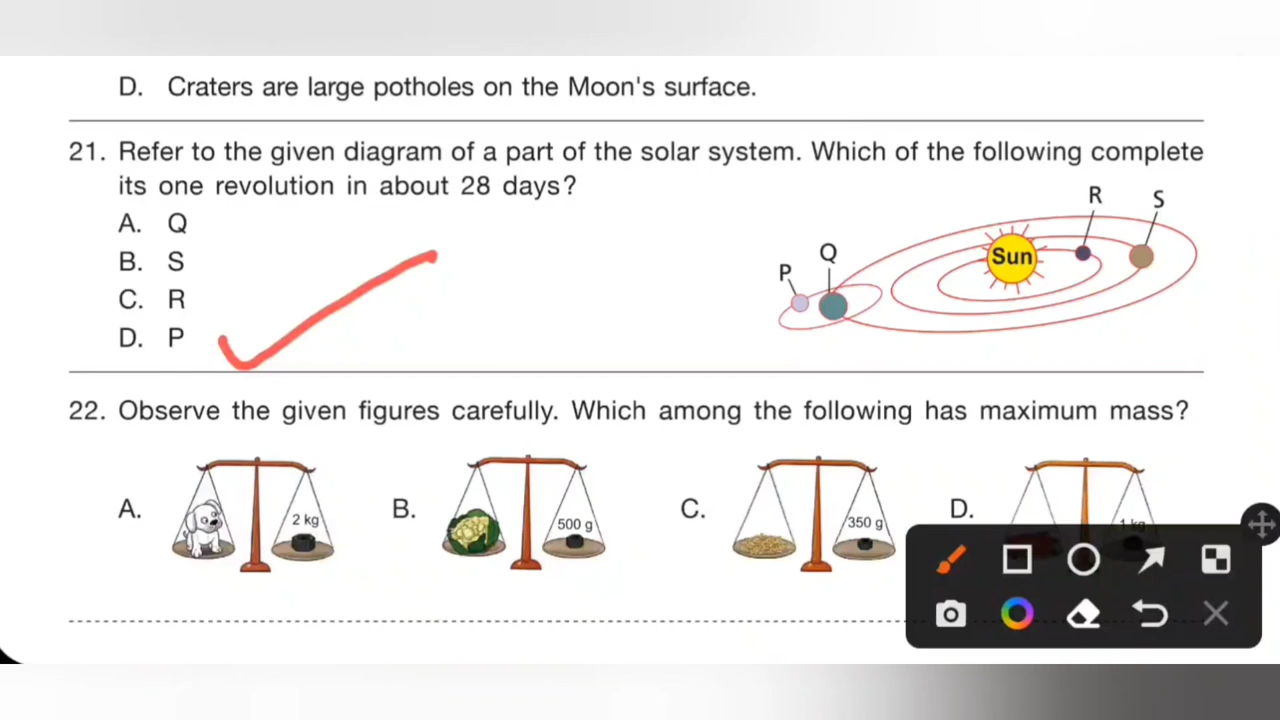 D. Craters are large potholes on the Moon's surface.
21. Refer to the given diagram of a part of the solar system. Which of the following complete
its one revolution in about 28 days?
A. Q
B. S
C. R
D. P
R S
Q
P
Sun
22. Observe the given figures carefully. Which among the following has maximum mass?
A. 2 kg
B. 500 g
C. 350 g
D. 1 kg